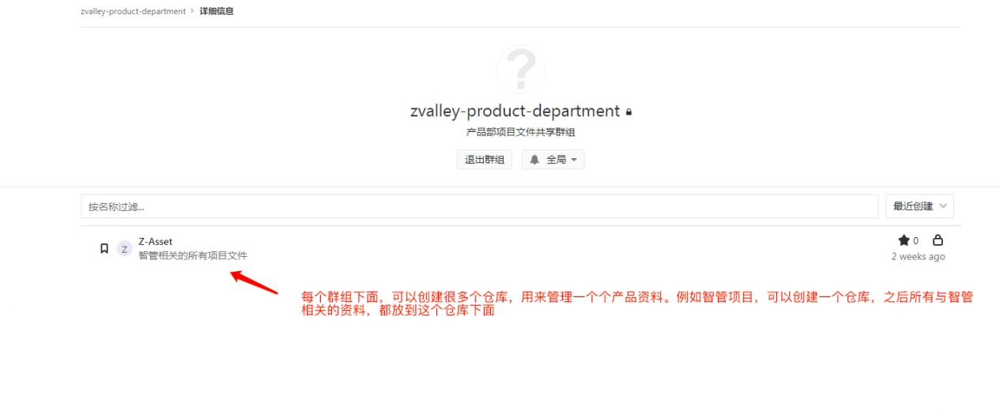 zvalley-product-department > 详细信息
?
zvalley-product-department
产品部项目文件共享群组
退出群组 全局
按名称过滤... 最近创建
Z Z-Asset 0
智管相关的所有项目文件 2 weeks ago
每个群组下面，可以创建很多个仓库，用来管理一个个产品资料。例如智管项目，可以创建一个仓库，之后所有与智管
相关的资料，都放到这个仓库下面